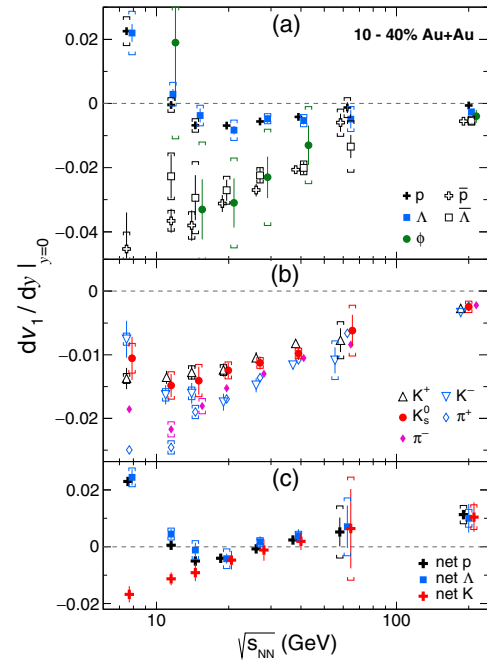 (a)
10 - 40% Au+Au
0.02
0
−0.02
−0.04
p
p̅
Λ
Λ̅
ϕ
dv₁/dy|y=0
(b)
0
−0.01
−0.02
K⁺
K⁻
K⁰s
π⁺
π⁻
(c)
0.02
0
−0.02
net p
net Λ
net K
10
100
√sNN (GeV)